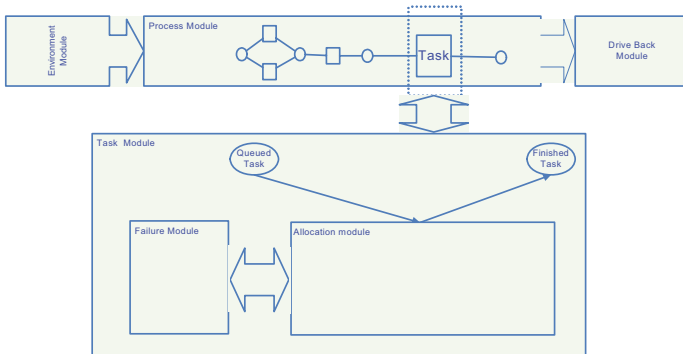 Environment
Module
Process Module
Task
Drive Back
Module
Task Module
Queued
Task
Finished
Task
Failure Module
Allocation module